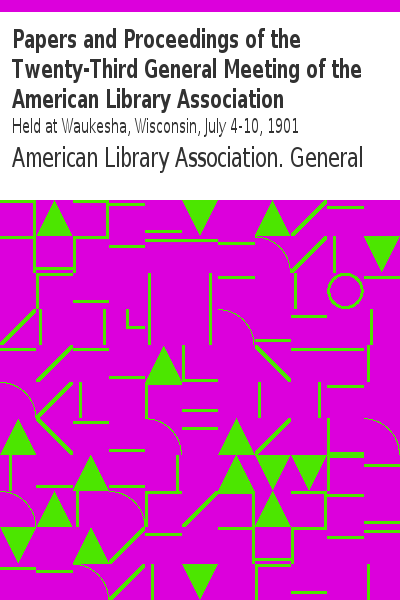 Papers and Proceedings of the
Twenty-Third General Meeting of the
American Library Association
Held at Waukesha, Wisconsin, July 4-10, 1901
American Library Association. General